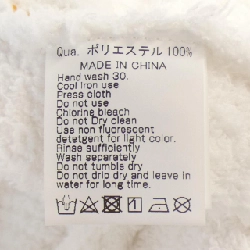 Qua. ポリエステル 100%
MADE IN CHINA
Hand wash 30.
Cool iron use
Press cloth
Do not use
Chlorine bleach
Do not Dry clean
Use non flucrescent
detetgent for light color.
Rinse sufficiently
Wash separately
Do not tumble dry
Do not drip dry and leave in
water for long time.